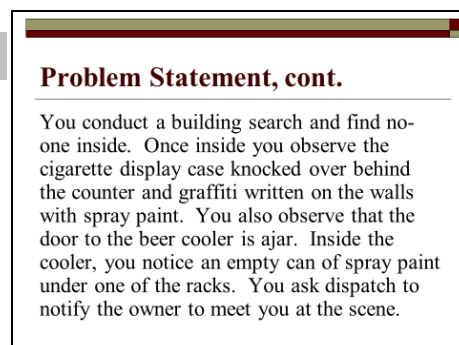 Problem Statement, cont.
You conduct a building search and find no-
one inside.  Once inside you observe the
cigarette display case knocked over behind
the counter and graffiti written on the walls
with spray paint.  You also observe that the
door to the beer cooler is ajar.  Inside the
cooler, you notice an empty can of spray paint
under one of the racks.  You ask dispatch to
notify the owner to meet you at the scene.